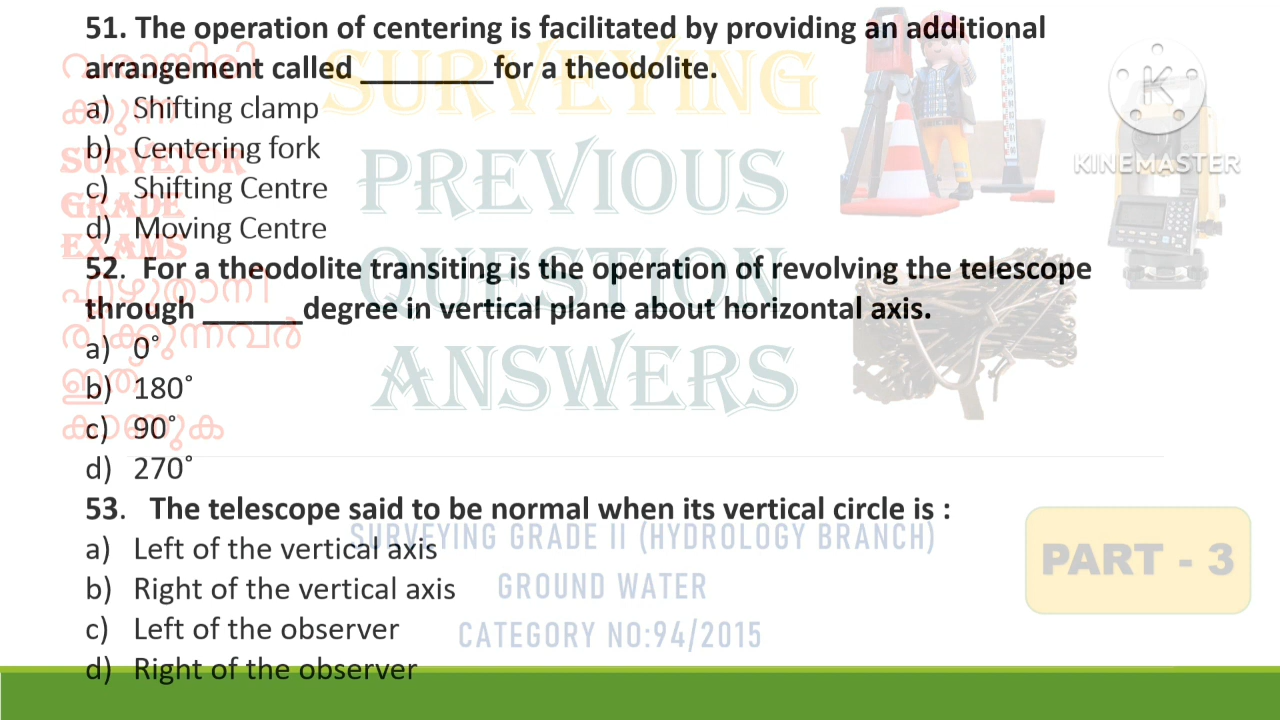 51. The operation of centering is facilitated by providing an additional
arrangement called ________for a theodolite.
a) Shifting clamp
b) Centering fork
c) Shifting Centre
d) Moving Centre
52. For a theodolite transiting is the operation of revolving the telescope
through ______degree in vertical plane about horizontal axis.
a) 0˚
b) 180˚
c) 90˚
d) 270˚
53. The telescope said to be normal when its vertical circle is :
a) Left of the vertical axis
b) Right of the vertical axis
c) Left of the observer
d) Right of the observer
SURVEYING
PREVIOUS
QUESTION
ANSWERS
SURVEYING GRADE II (HYDROLOGY BRANCH)
GROUND WATER
CATEGORY NO:94/2015
SURVEYOR
GRADE
EXAMS
എഴുതാനി
രിക്കുന്നവർ
ഇത്
കാണുക
K
KINEMASTER
PART - 3